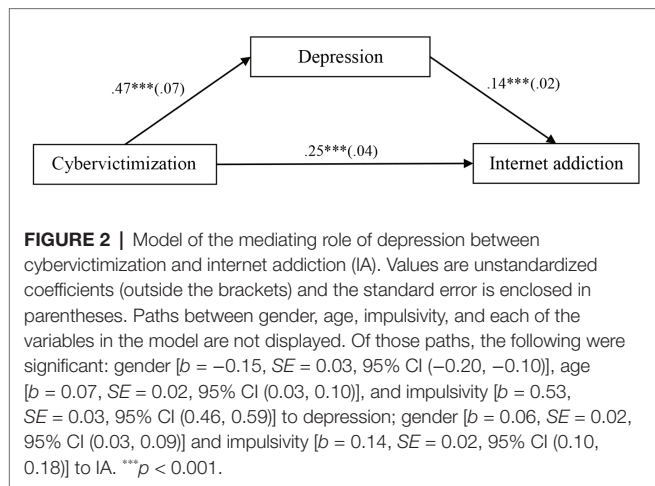 Depression
.47***(.07)
.14***(.02)
.25***(.04)
Cybervictimization
Internet addiction
FIGURE 2 | Model of the mediating role of depression between
cybervictimization and internet addiction (IA). Values are unstandardized
coefficients (outside the brackets) and the standard error is enclosed in
parentheses. Paths between gender, age, impulsivity, and each of the
variables in the model are not displayed. Of those paths, the following were
significant: gender [b = −0.15, SE = 0.03, 95% CI (−0.20, −0.10)], age
[b = 0.07, SE = 0.02, 95% CI (0.03, 0.10)], and impulsivity [b = 0.53,
SE = 0.03, 95% CI (0.46, 0.59)] to depression; gender [b = 0.06, SE = 0.02,
95% CI (0.03, 0.09)] and impulsivity [b = 0.14, SE = 0.02, 95% CI (0.10,
0.18)] to IA. ***p < 0.001.